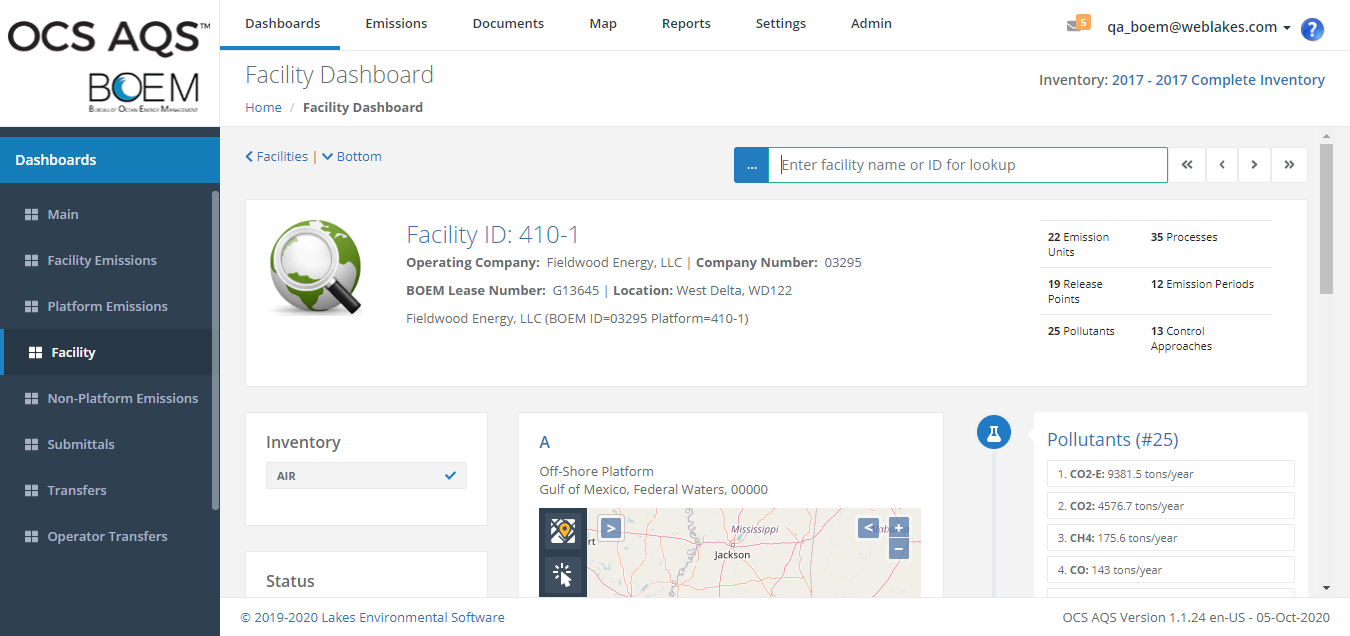 OCS AQS™
BOEM
BUREAU OF OCEAN ENERGY MANAGEMENT
Dashboards
Emissions
Documents
Map
Reports
Settings
Admin
5
qa_boem@weblakes.com
?
Facility Dashboard
Inventory: 2017 - 2017 Complete Inventory
Home / Facility Dashboard
Dashboards
Main
Facility Emissions
Platform Emissions
Facility
Non-Platform Emissions
Submittals
Transfers
Operator Transfers
Facilities | Bottom
... Enter facility name or ID for lookup « ‹ › »
Facility ID: 410-1
Operating Company: Fieldwood Energy, LLC | Company Number: 03295
BOEM Lease Number: G13645 | Location: West Delta, WD122
Fieldwood Energy, LLC (BOEM ID=03295 Platform=410-1)
22 Emission
Units
35 Processes
19 Release
Points
12 Emission Periods
25 Pollutants
13 Control
Approaches
Inventory
AIR
Status
A
Off-Shore Platform
Gulf of Mexico, Federal Waters, 00000
>
rt
Mississippi
Jackson
<
+
−
Pollutants (#25)
1. CO2-E: 9381.5 tons/year
2. CO2: 4576.7 tons/year
3. CH4: 175.6 tons/year
4. CO: 143 tons/year
© 2019-2020 Lakes Environmental Software
OCS AQS Version 1.1.24 en-US - 05-Oct-2020